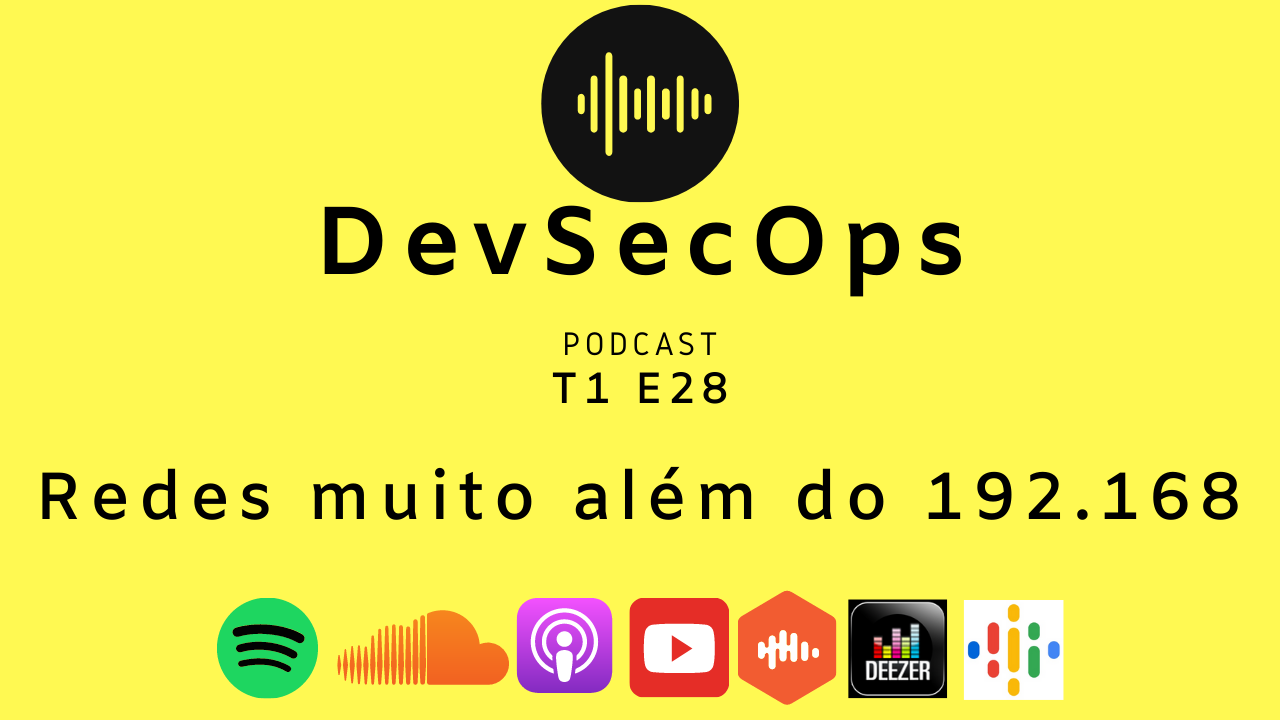 DevSecOps
PODCAST
T1 E28
Redes muito além do 192.168
DEEZER